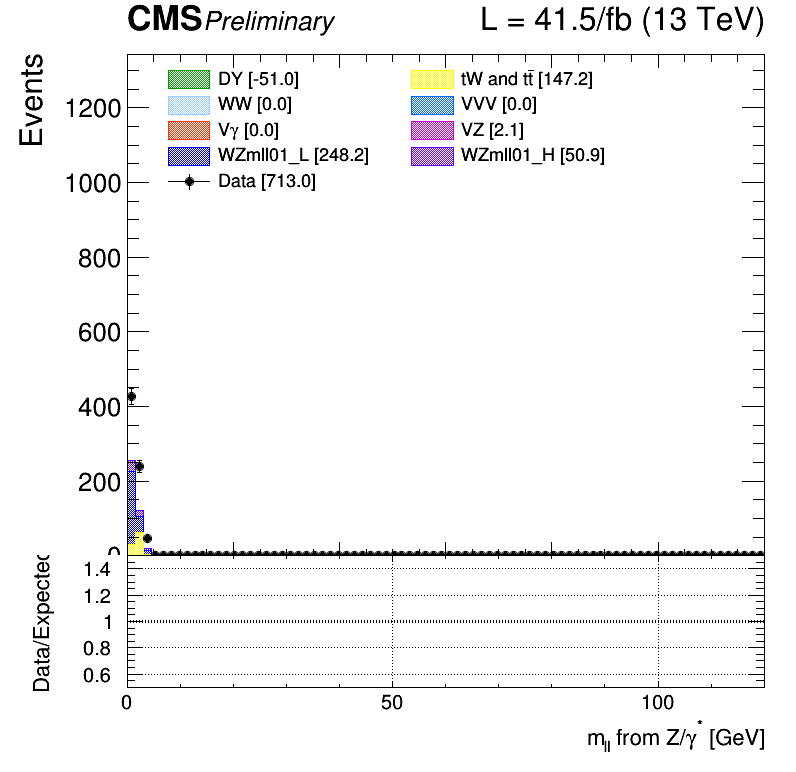 CMS Preliminary L = 41.5/fb (13 TeV)
Events
DY [-51.0] tW and tt̄ [147.2]
WW [0.0] VVV [0.0]
Vγ [0.0] VZ [2.1]
WZmll01_L [248.2] WZmll01_H [50.9]
Data [713.0]
1200
1000
800
600
400
200
0
Data/Expected
1.4
1.2
1
0.8
0.6
0 50 100
m_ll from Z/γ* [GeV]